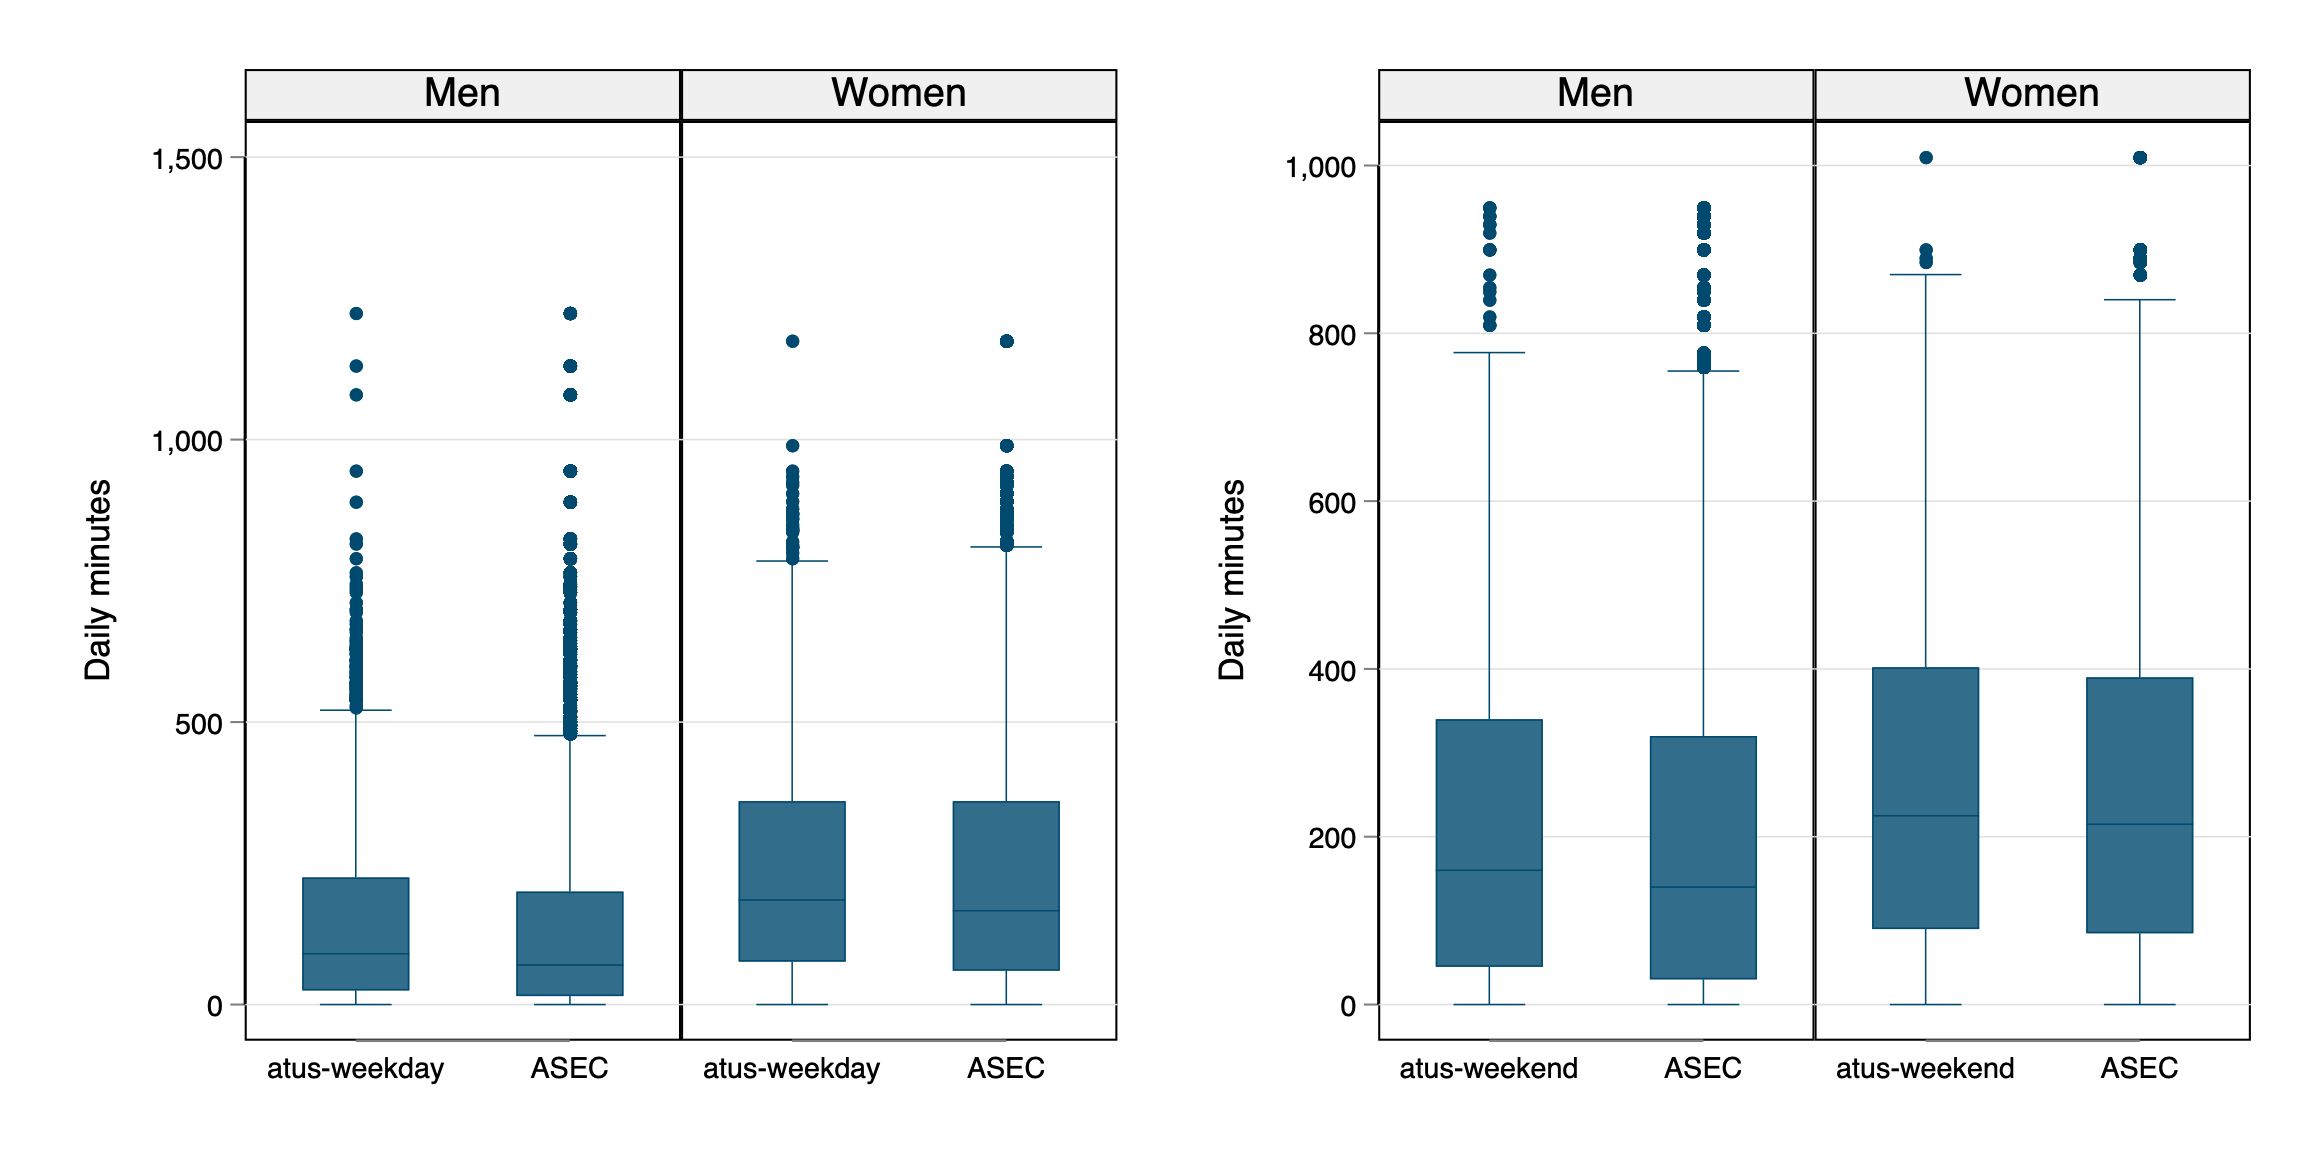 Men Women
1,500
1,000
500
0
Daily minutes
atus-weekday ASEC atus-weekday ASEC
Men Women
1,000
800
600
400
200
0
Daily minutes
atus-weekend ASEC atus-weekend ASEC